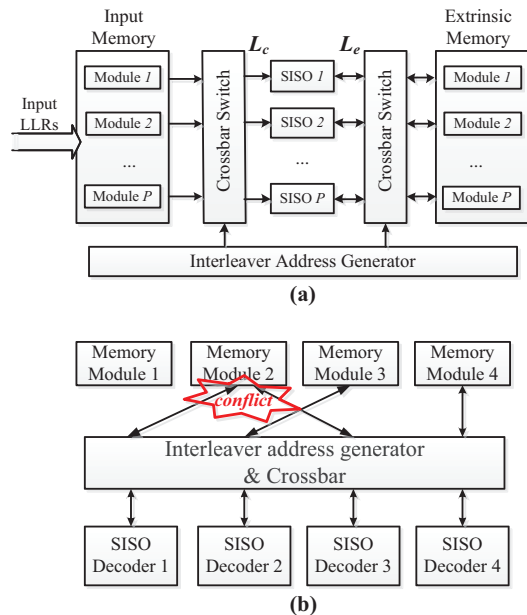 Input Memory
Extrinsic Memory
Input LLRs
Module 1
Module 2
...
Module P
Crossbar Switch
Lc
SISO 1
SISO 2
...
SISO P
Le
Crossbar Switch
Module 1
Module 2
...
Module P
Interleaver Address Generator
(a)
Memory Module 1
Memory Module 2
Memory Module 3
Memory Module 4
conflict
Interleaver address generator
& Crossbar
SISO Decoder 1
SISO Decoder 2
SISO Decoder 3
SISO Decoder 4
(b)